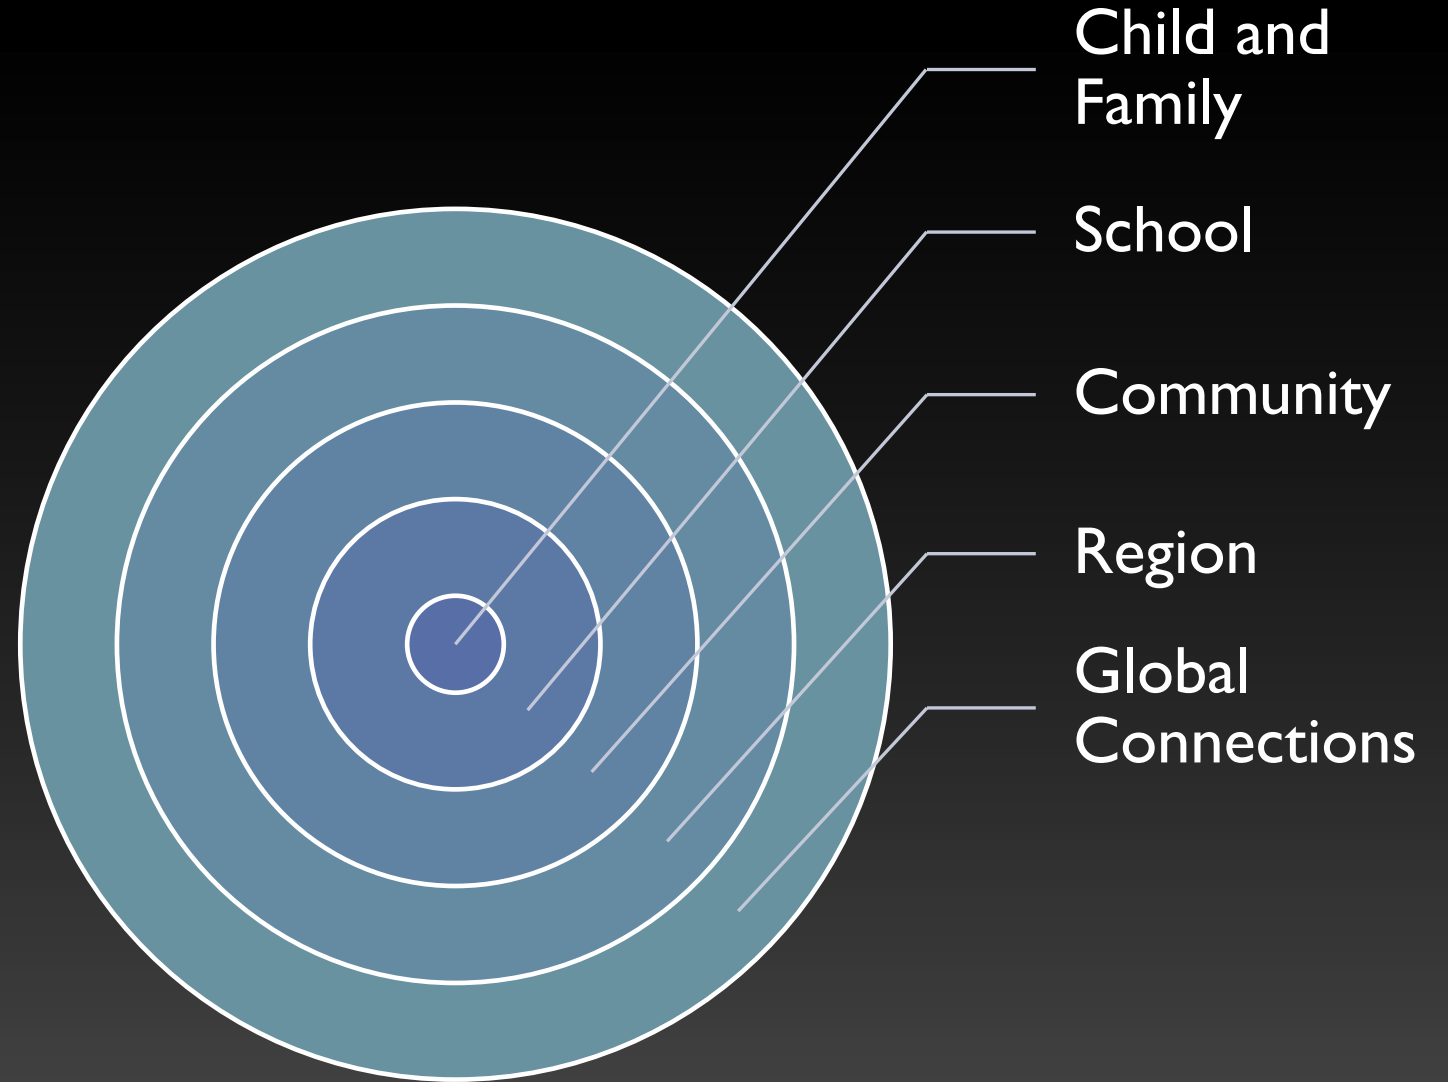 Child and
Family
School
Community
Region
Global
Connections